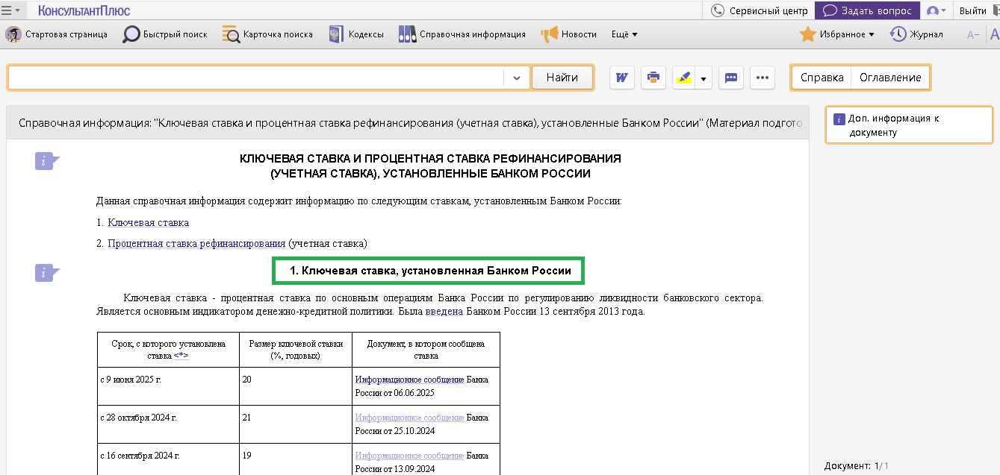 КонсультантПлюс
Сервисный центр
Задать вопрос
Выйти
Стартовая страница
Быстрый поиск
Карточка поиска
Кодексы
Справочная информация
Новости
Ещё
Избранное
Журнал
А−
Найти
W
Справка
Оглавление
Справочная информация: "Ключевая ставка и процентная ставка рефинансирования (учетная ставка), установленные Банком России" (Материал подгото
i Доп. информация к
документу
i
КЛЮЧЕВАЯ СТАВКА И ПРОЦЕНТНАЯ СТАВКА РЕФИНАНСИРОВАНИЯ
(УЧЕТНАЯ СТАВКА), УСТАНОВЛЕННЫЕ БАНКОМ РОССИИ
Данная справочная информация содержит информацию по следующим ставкам, установленным Банком России:
1. Ключевая ставка
2. Процентная ставка рефинансирования (учетная ставка)
i
1. Ключевая ставка, установленная Банком России
Ключевая ставка - процентная ставка по основным операциям Банка России по регулированию ликвидности банковского сектора.
Является основным индикатором денежно-кредитной политики. Была введена Банком России 13 сентября 2013 года.
Срок, с которого установлена
ставка <*>
Размер ключевой ставки
(%, годовых)
Документ, в котором сообщена
ставка
с 9 июня 2025 г.
20
Информационное сообщение Банка
России от 06.06.2025
с 28 октября 2024 г.
21
Информационное сообщение Банка
России от 25.10.2024
с 16 сентября 2024 г.
19
Информационное сообщение Банка
России от 13.09.2024
Документ: 1/1